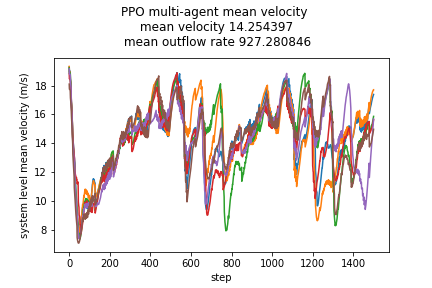 PPO multi-agent mean velocity
mean velocity 14.254397
mean outflow rate 927.280846
system level mean velocity (m/s)
18
16
14
12
10
8
0
200
400
600
800
1000
1200
1400
step